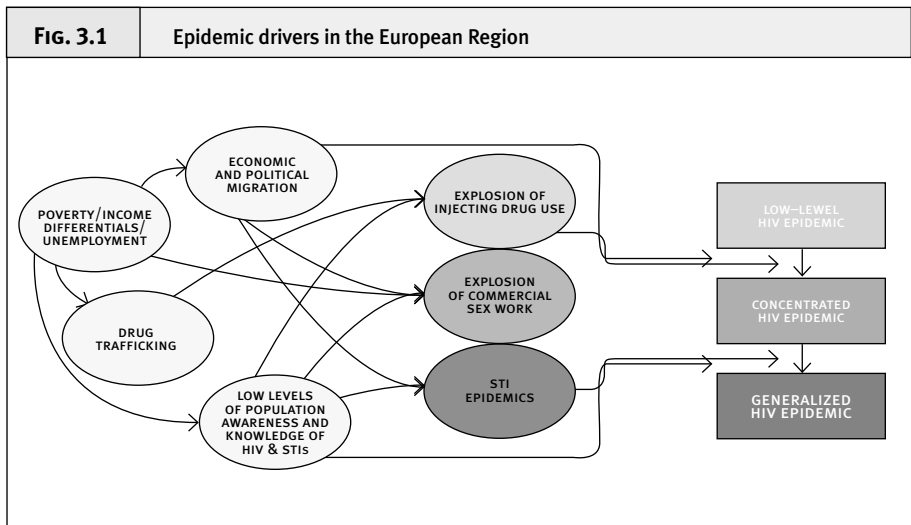 FIG. 3.1
Epidemic drivers in the European Region
ECONOMIC
AND POLITICAL
MIGRATION
POVERTY/INCOME
DIFFERENTIALS/
UNEMPLOYMENT
DRUG
TRAFFICKING
LOW LEVELS
OF POPULATION
AWARENESS AND
KNOWLEDGE OF
HIV & STIs
EXPLOSION OF
INJECTING DRUG USE
EXPLOSION
OF COMMERCIAL
SEX WORK
STI
EPIDEMICS
LOW–LEWEL
HIV EPIDEMIC
CONCENTRATED
HIV EPIDEMIC
GENERALIZED
HIV EPIDEMIC